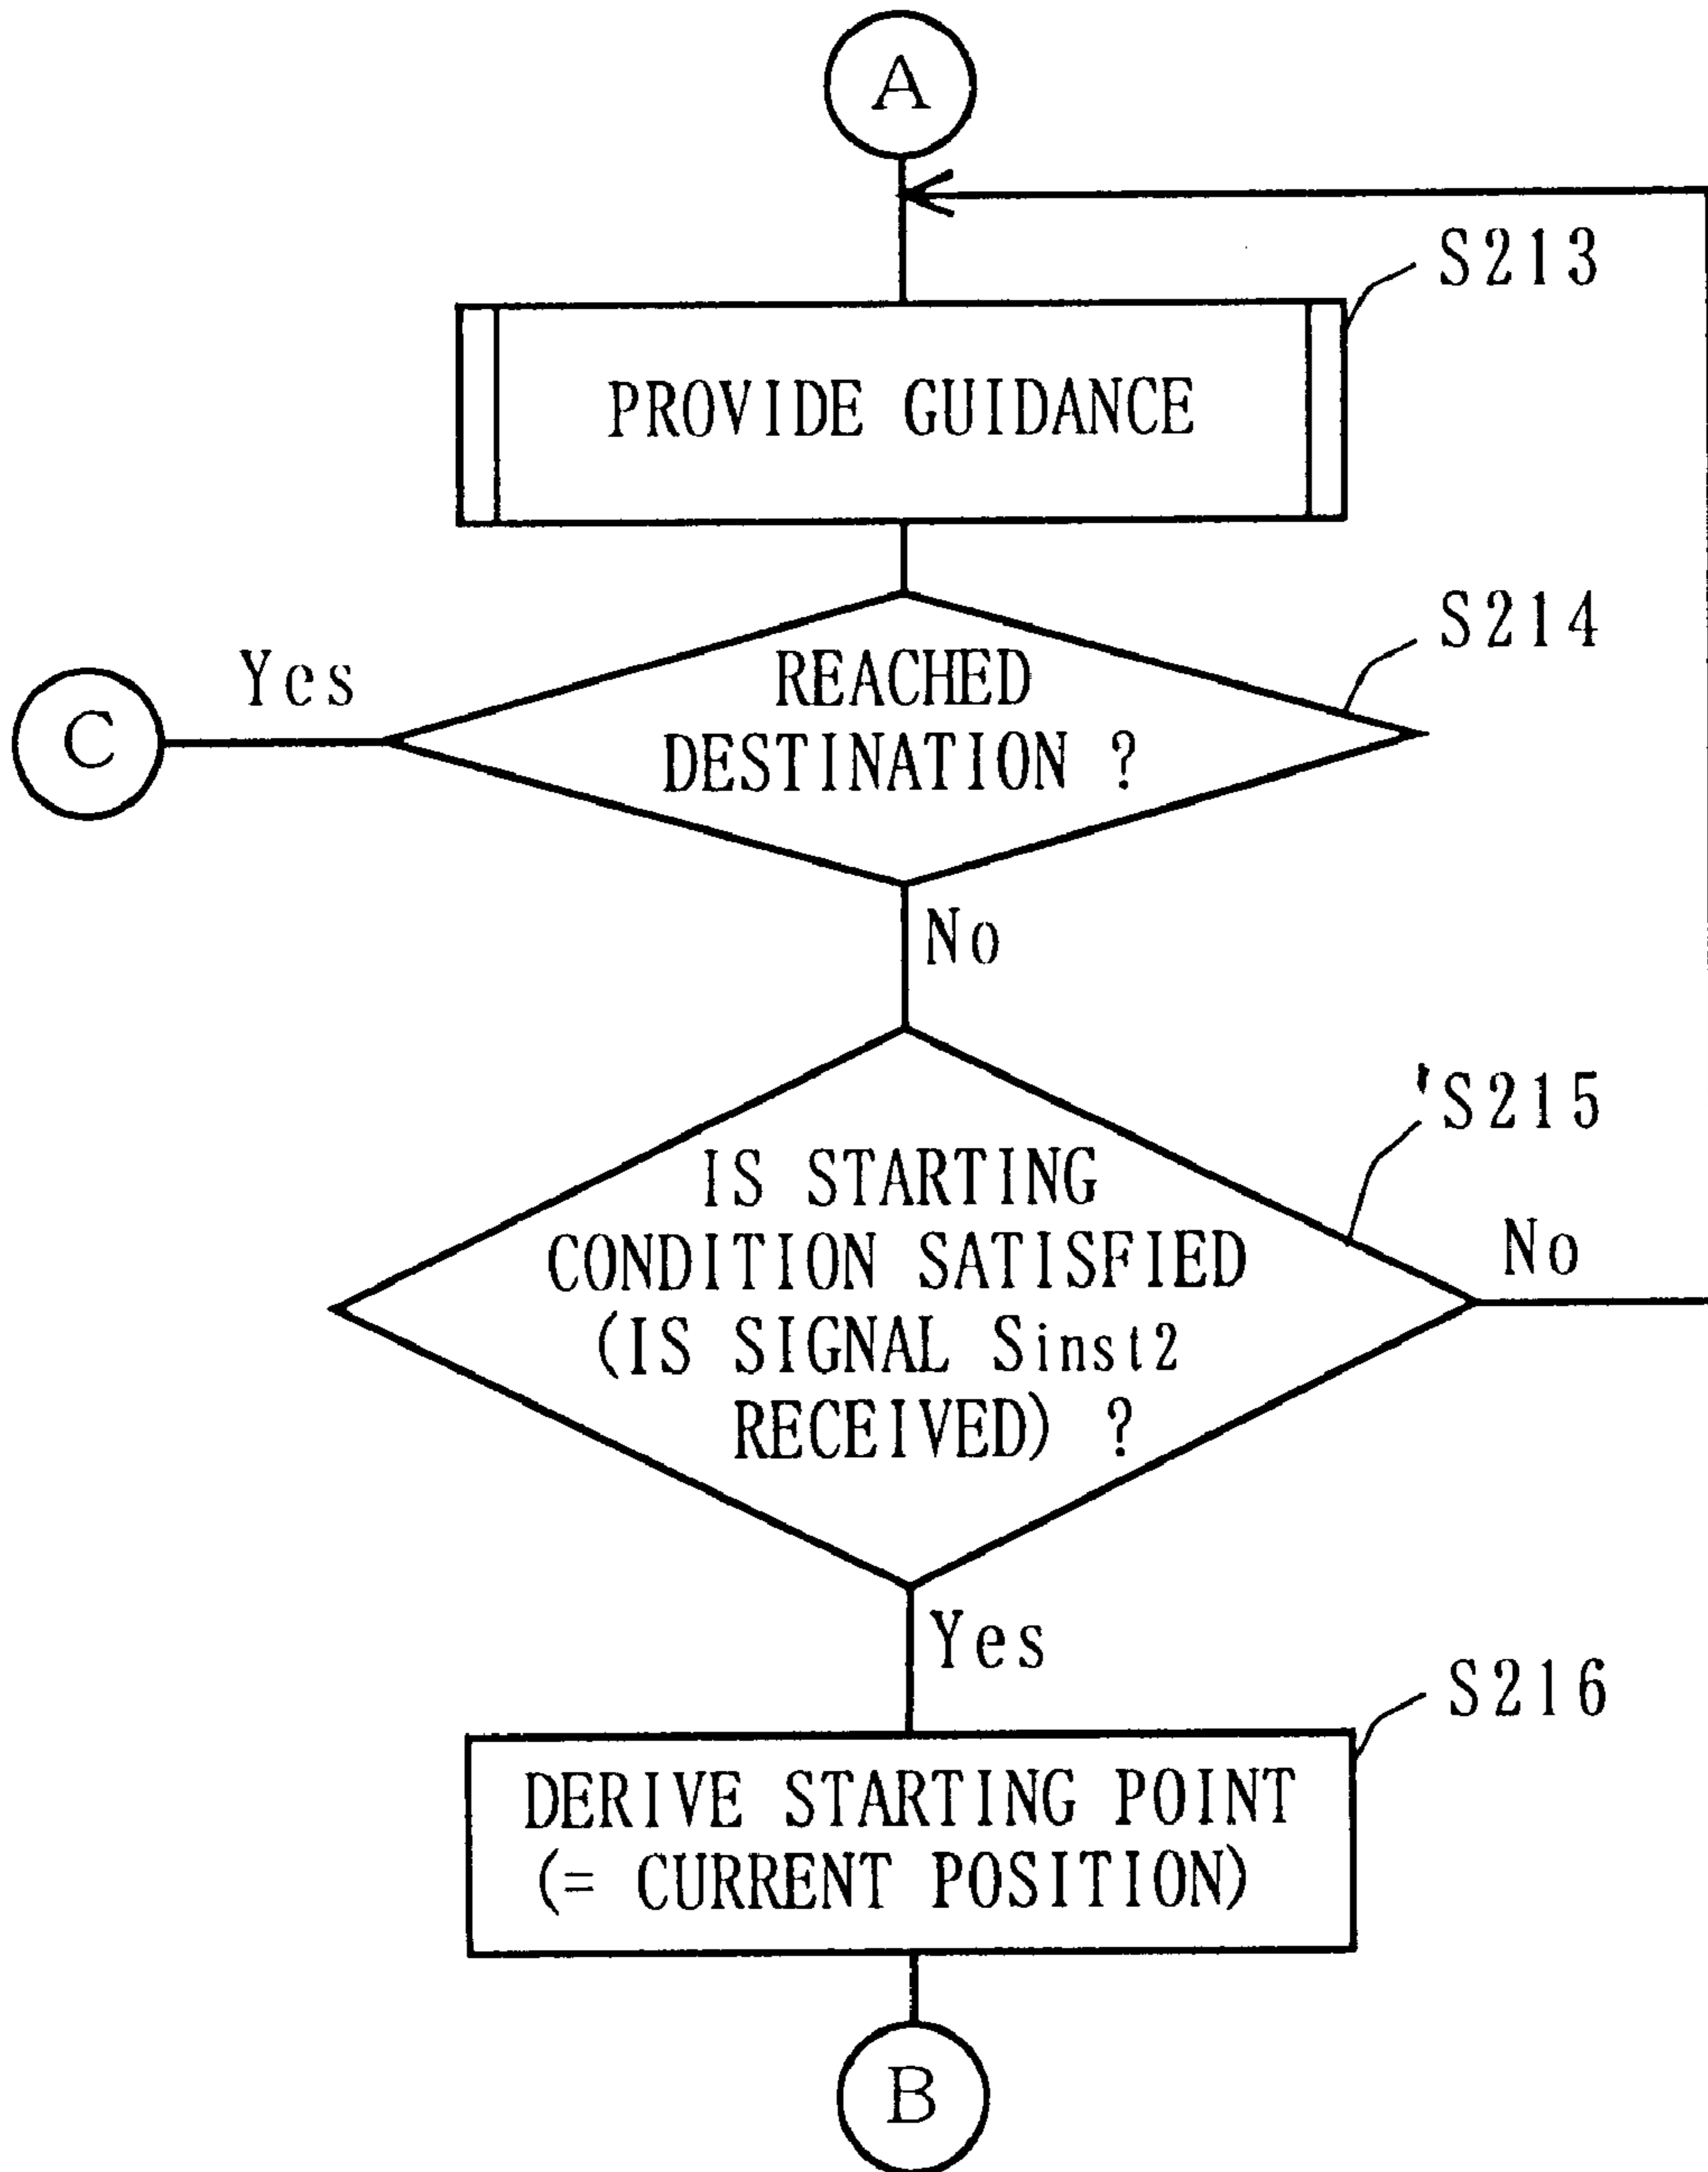 A
S213
PROVIDE GUIDANCE
S214
Yes
REACHED
DESTINATION ?
C
No
S215
IS STARTING
CONDITION SATISFIED
(IS SIGNAL Sinst2
RECEIVED) ?
No
Yes
S216
DERIVE STARTING POINT
(= CURRENT POSITION)
B